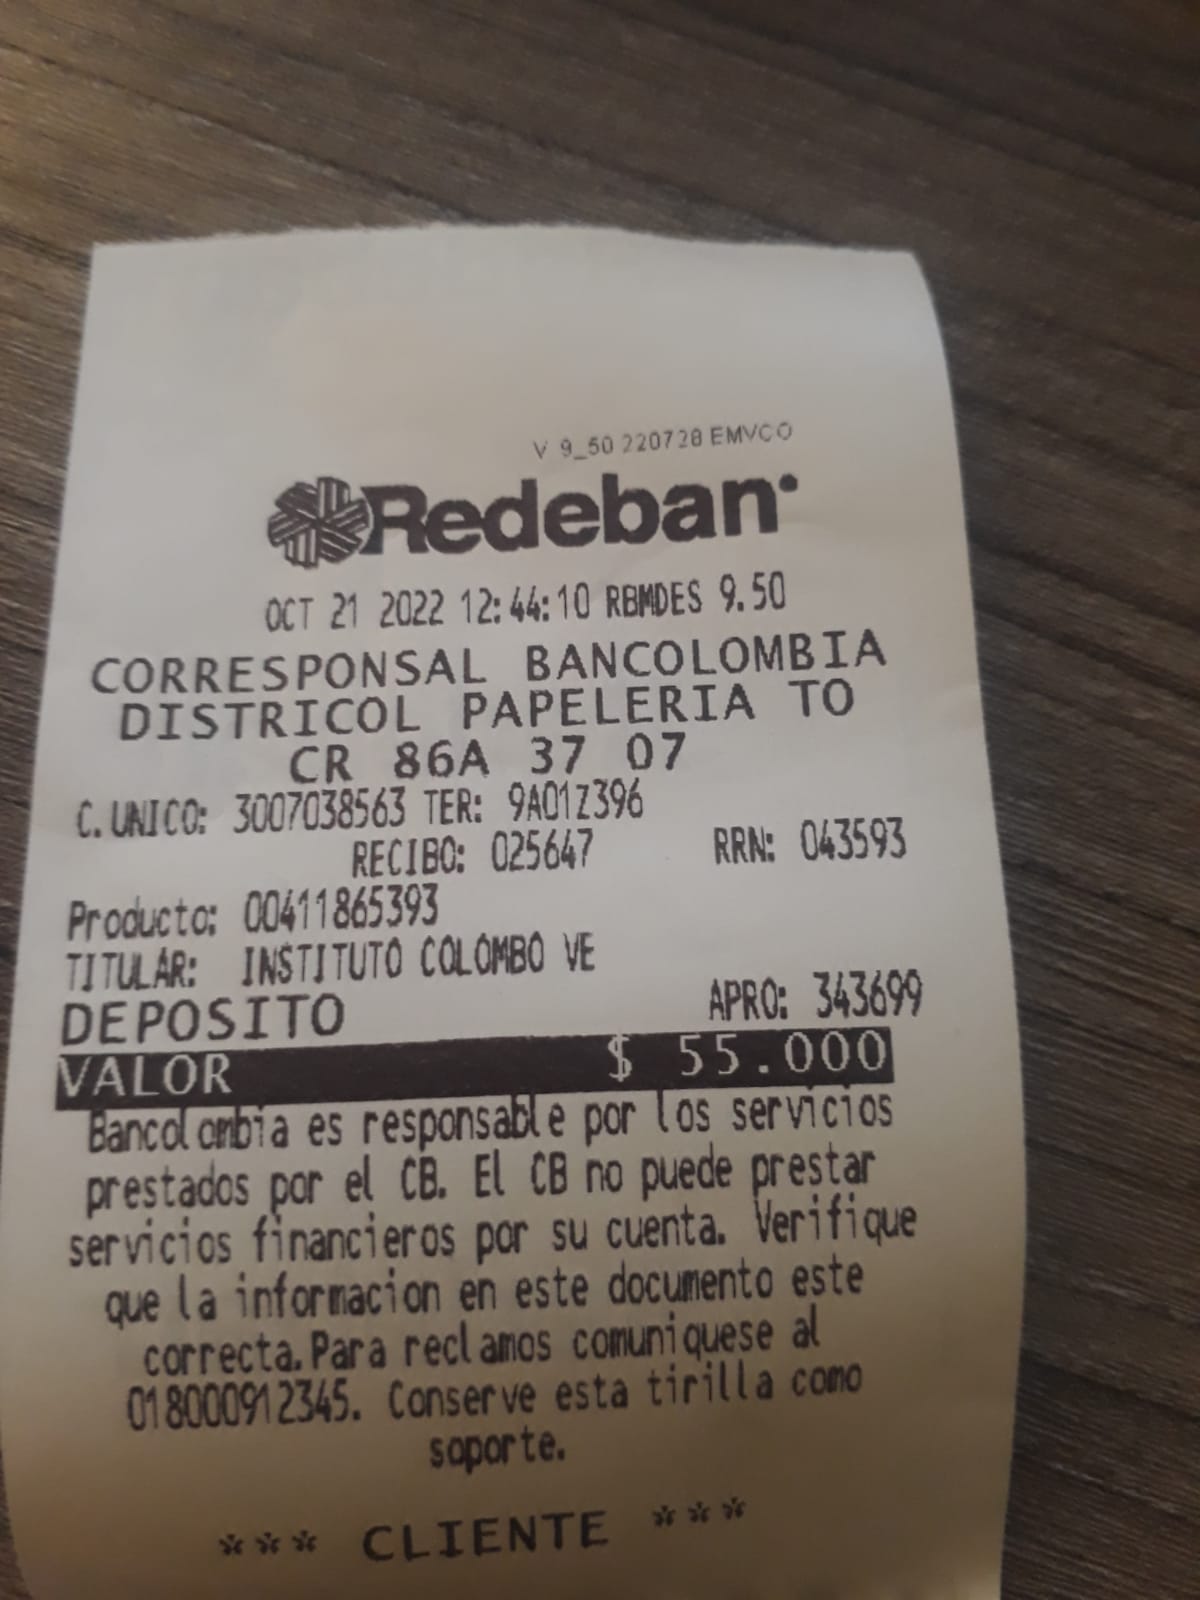 V 9_50 220728 EMVCO
Redeban
OCT 21 2022 12:44:10 RBMDES 9.50
CORRESPONSAL BANCOLOMBIA
DISTRICOL PAPELERIA TO
CR 86A 37 07
C. UNICO: 3007038563 TER: 9A01Z396
RECIBO: 025647 RRN: 043593
Producto: 00411865393
TITULAR: INSTITUTO COLOMBO VE
DEPOSITO APRO: 343699
VALOR $ 55.000
Bancolombia es responsable por los servicios
prestados por el CB. El CB no puede prestar
servicios financieros por su cuenta. Verifique
que la informacion en este documento este
correcta. Para reclamos comuniquese al
018000912345. Conserve esta tirilla como
soporte.
*** CLIENTE ***